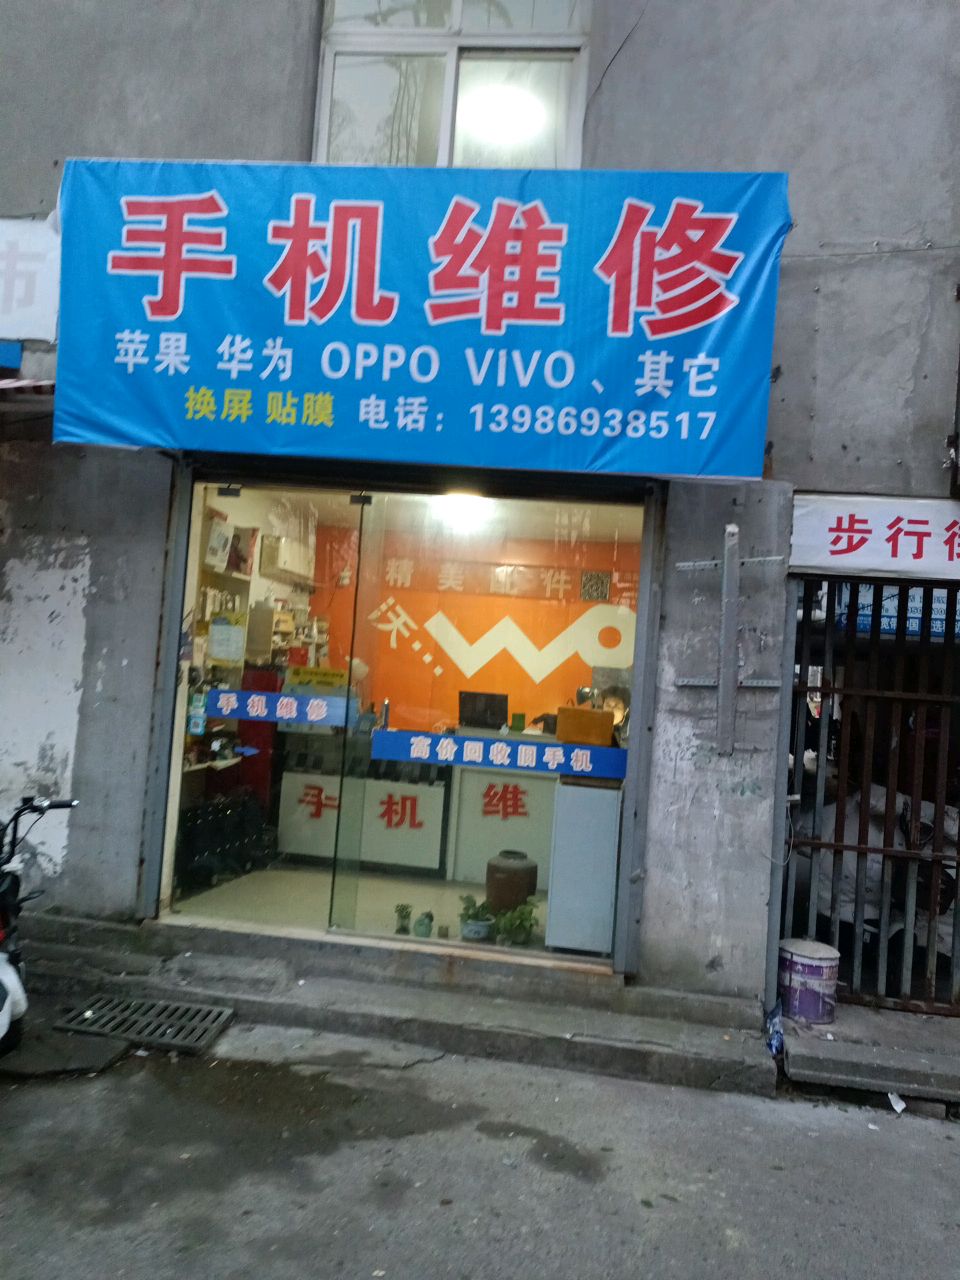 手机维修
苹果 华为 OPPO VIVO、其它
换屏 贴膜 电话：13986938517
步行街
精美配件
沃...
手机维修
高价回收旧手机
手机维